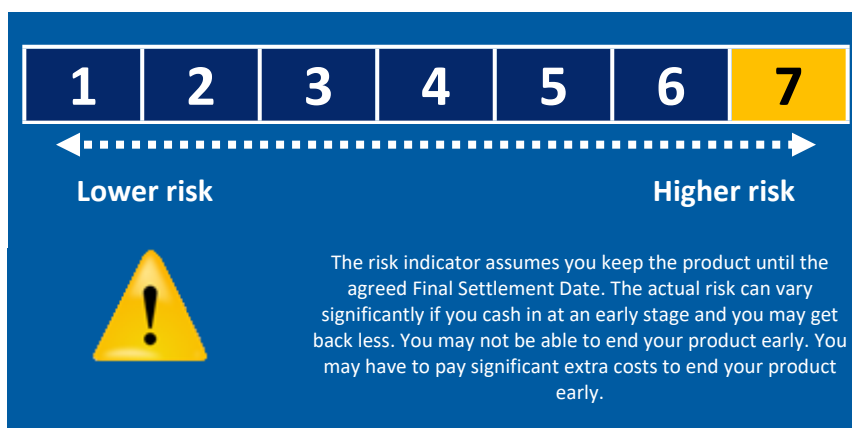 1 2 3 4 5 6 7
Lower risk Higher risk
The risk indicator assumes you keep the product until the
agreed Final Settlement Date. The actual risk can vary
significantly if you cash in at an early stage and you may get
back less. You may not be able to end your product early. You
may have to pay significant extra costs to end your product
early.